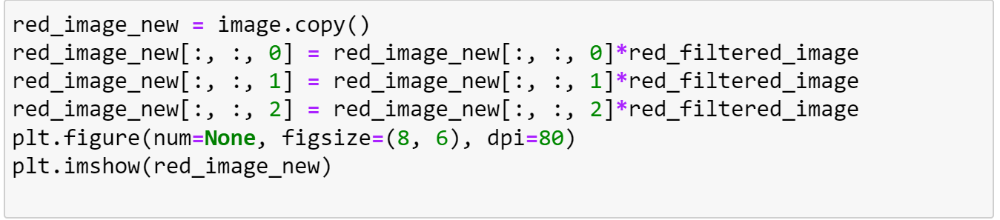 red_image_new = image.copy()
red_image_new[:, :, 0] = red_image_new[:, :, 0]*red_filtered_image
red_image_new[:, :, 1] = red_image_new[:, :, 1]*red_filtered_image
red_image_new[:, :, 2] = red_image_new[:, :, 2]*red_filtered_image
plt.figure(num=None, figsize=(8, 6), dpi=80)
plt.imshow(red_image_new)